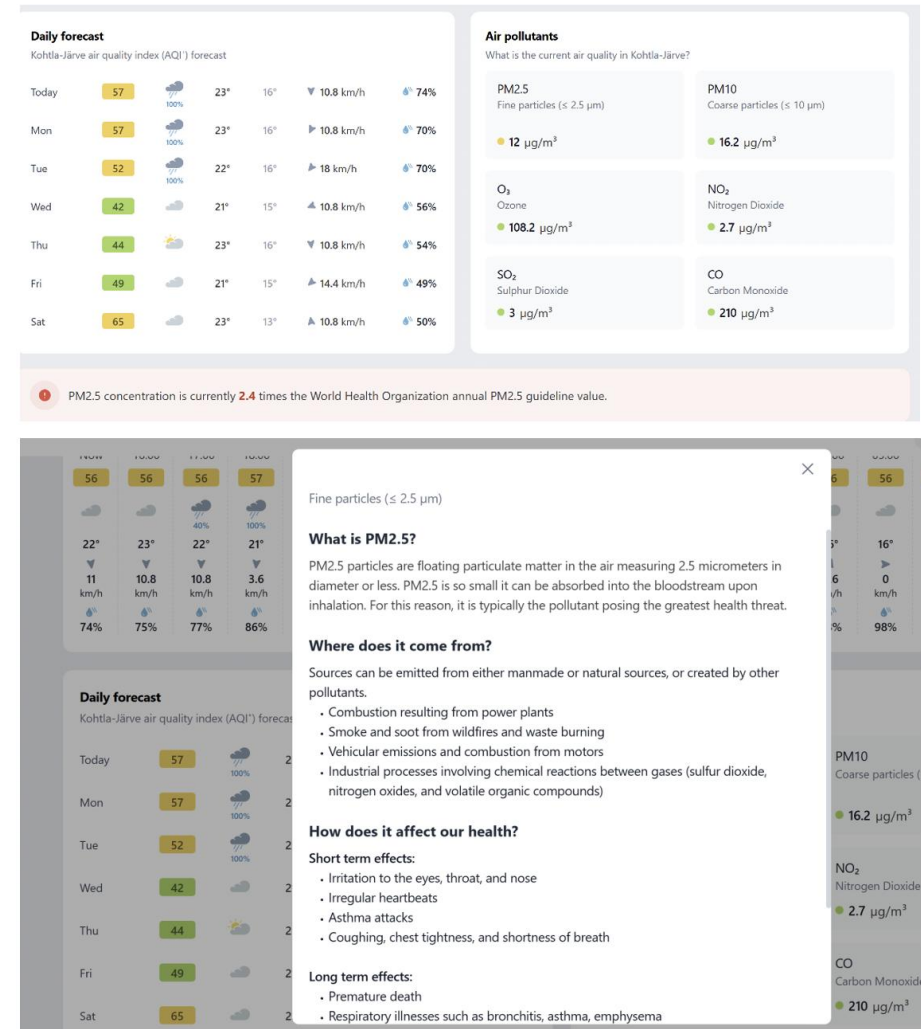 Daily forecast
Kohtla-Järve air quality index (AQI⁺) forecast
Today 57 100% 23° 16° 10.8 km/h 74%
Mon 57 100% 23° 16° 10.8 km/h 70%
Tue 52 100% 22° 16° 18 km/h 70%
Wed 42 21° 15° 10.8 km/h 56%
Thu 44 23° 16° 10.8 km/h 54%
Fri 49 21° 15° 14.4 km/h 49%
Sat 65 23° 13° 10.8 km/h 50%
Air pollutants
What is the current air quality in Kohtla-Järve?
PM2.5
Fine particles (≤ 2.5 µm)
12 µg/m³
PM10
Coarse particles (≤ 10 µm)
16.2 µg/m³
O₃
Ozone
108.2 µg/m³
NO₂
Nitrogen Dioxide
2.7 µg/m³
SO₂
Sulphur Dioxide
3 µg/m³
CO
Carbon Monoxide
210 µg/m³
PM2.5 concentration is currently 2.4 times the World Health Organization annual PM2.5 guideline value.
56 56 56 57
40% 100%
22° 23° 22° 21°
11 10.8 10.8 3.6
km/h km/h km/h km/h
74% 75% 77% 86%
56
16°
0
km/h
98%
Daily forecast
Kohtla-Järve air quality index (AQI⁺)
Today 57 100%
Mon 57 100%
Tue 52 100%
Wed 42
Thu 44
Fri 49
Sat 65
Fine particles (≤ 2.5 µm)
What is PM2.5?
PM2.5 particles are floating particulate matter in the air measuring 2.5 micrometers in
diameter or less. PM2.5 is so small it can be absorbed into the bloodstream upon
inhalation. For this reason, it is typically the pollutant posing the greatest health threat.
Where does it come from?
Sources can be emitted from either manmade or natural sources, or created by other
pollutants.
• Combustion resulting from power plants
• Smoke and soot from wildfires and waste burning
• Vehicular emissions and combustion from motors
• Industrial processes involving chemical reactions between gases (sulfur dioxide,
nitrogen oxides, and volatile organic compounds)
How does it affect our health?
Short term effects:
• Irritation to the eyes, throat, and nose
• Irregular heartbeats
• Asthma attacks
• Coughing, chest tightness, and shortness of breath
Long term effects:
• Premature death
• Respiratory illnesses such as bronchitis, asthma, emphysema
PM10
Coarse particles (
16.2 µg/m³
NO₂
Nitrogen Dioxide
2.7 µg/m³
CO
Carbon Monoxide
210 µg/m³